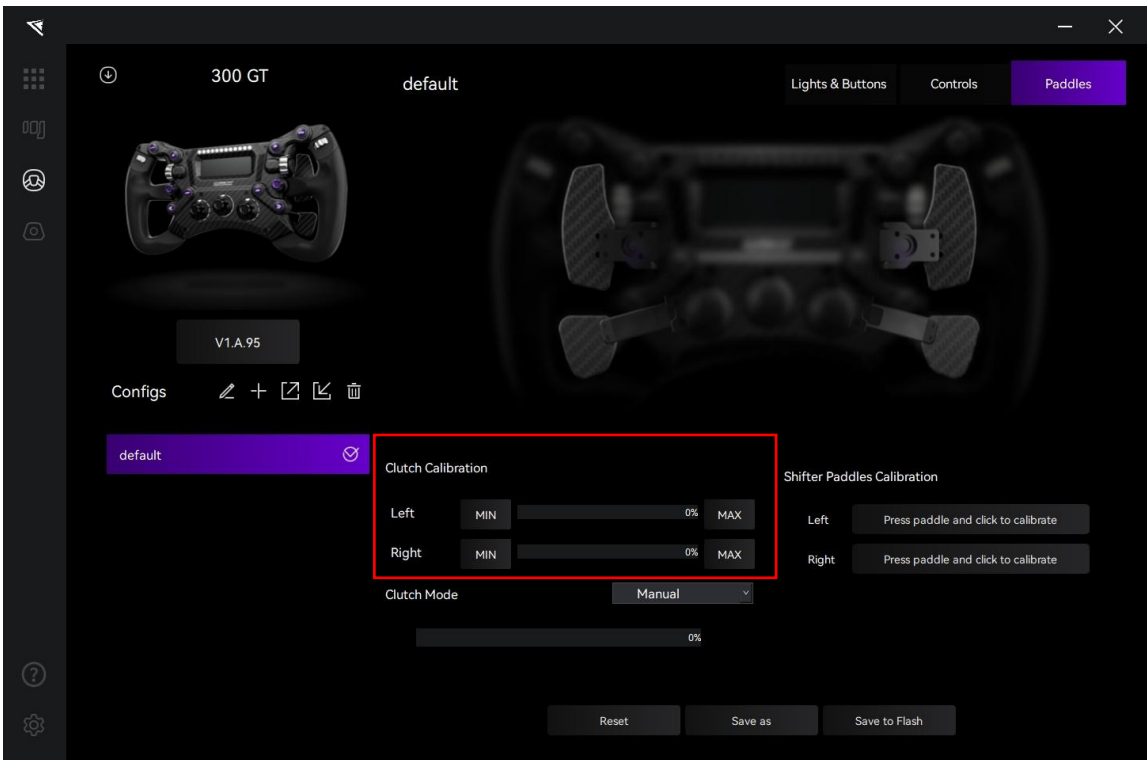 300 GT
default
Lights & Buttons
Controls
Paddles
V1.A.95
Configs
default
Clutch Calibration
Left MIN 0% MAX
Right MIN 0% MAX
Clutch Mode Manual
0%
Shifter Paddles Calibration
Left Press paddle and click to calibrate
Right Press paddle and click to calibrate
Reset
Save as
Save to Flash